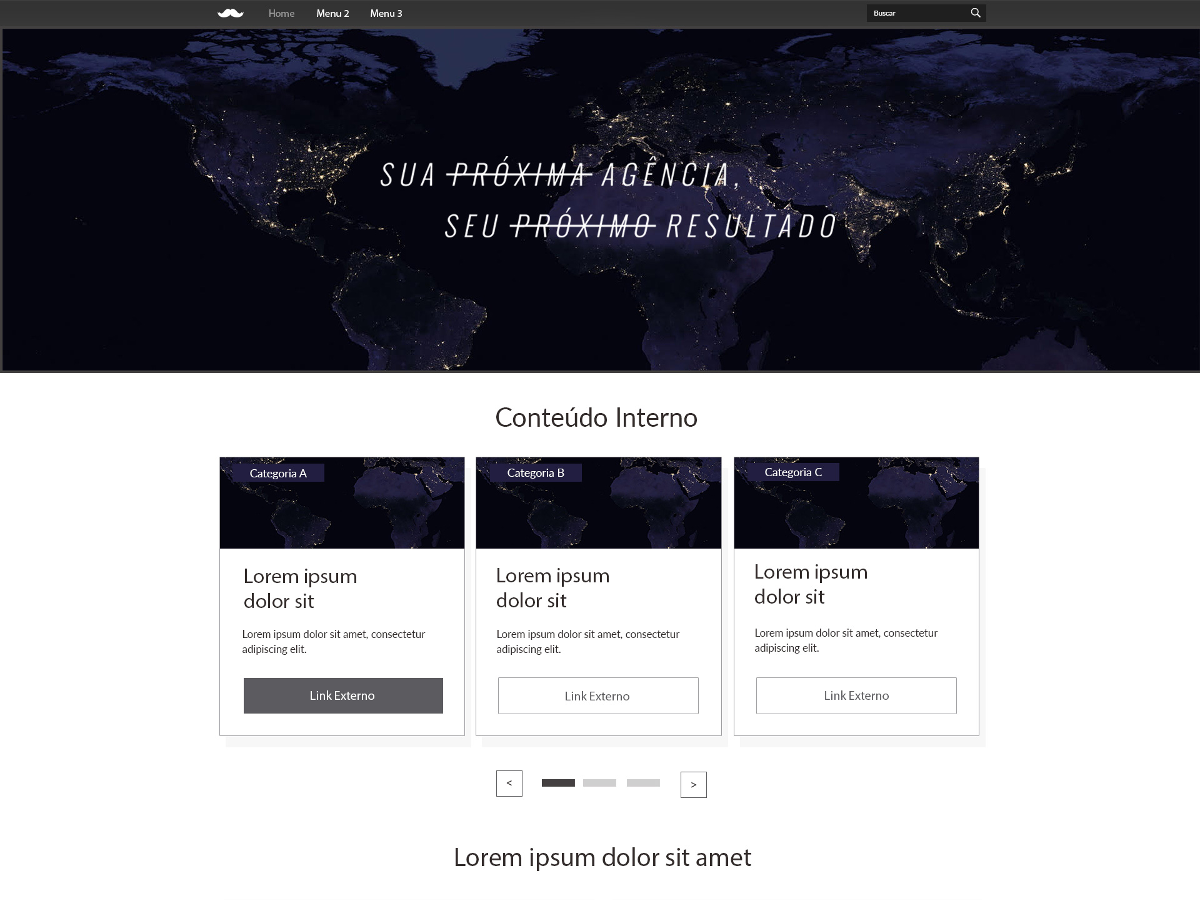 Home Menu 2 Menu 3 Buscar
SUA PRÓXIMA AGÊNCIA,
SEU PRÓXIMO RESULTADO
Conteúdo Interno
Categoria A
Lorem ipsum
dolor sit
Lorem ipsum dolor sit amet, consectetur
adipiscing elit.
Link Externo
Categoria B
Lorem ipsum
dolor sit
Lorem ipsum dolor sit amet, consectetur
adipiscing elit.
Link Externo
Categoria C
Lorem ipsum
dolor sit
Lorem ipsum dolor sit amet, consectetur
adipiscing elit.
Link Externo
< >
Lorem ipsum dolor sit amet